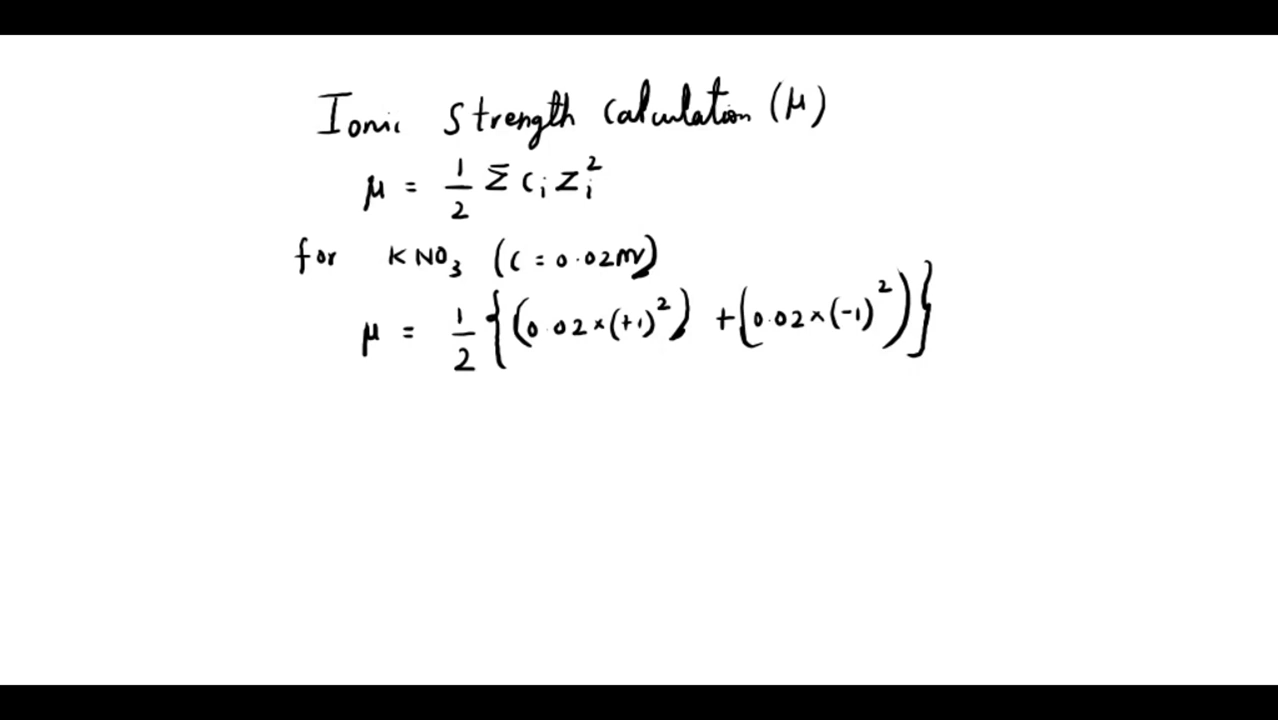 Ionic Strength Calculation (μ)
μ = 1/2 Σ Ci Zi²
for KNO₃ (C = 0.02M)
μ = 1/2 {(0.02×(+1)²) + (0.02×(-1)²)}